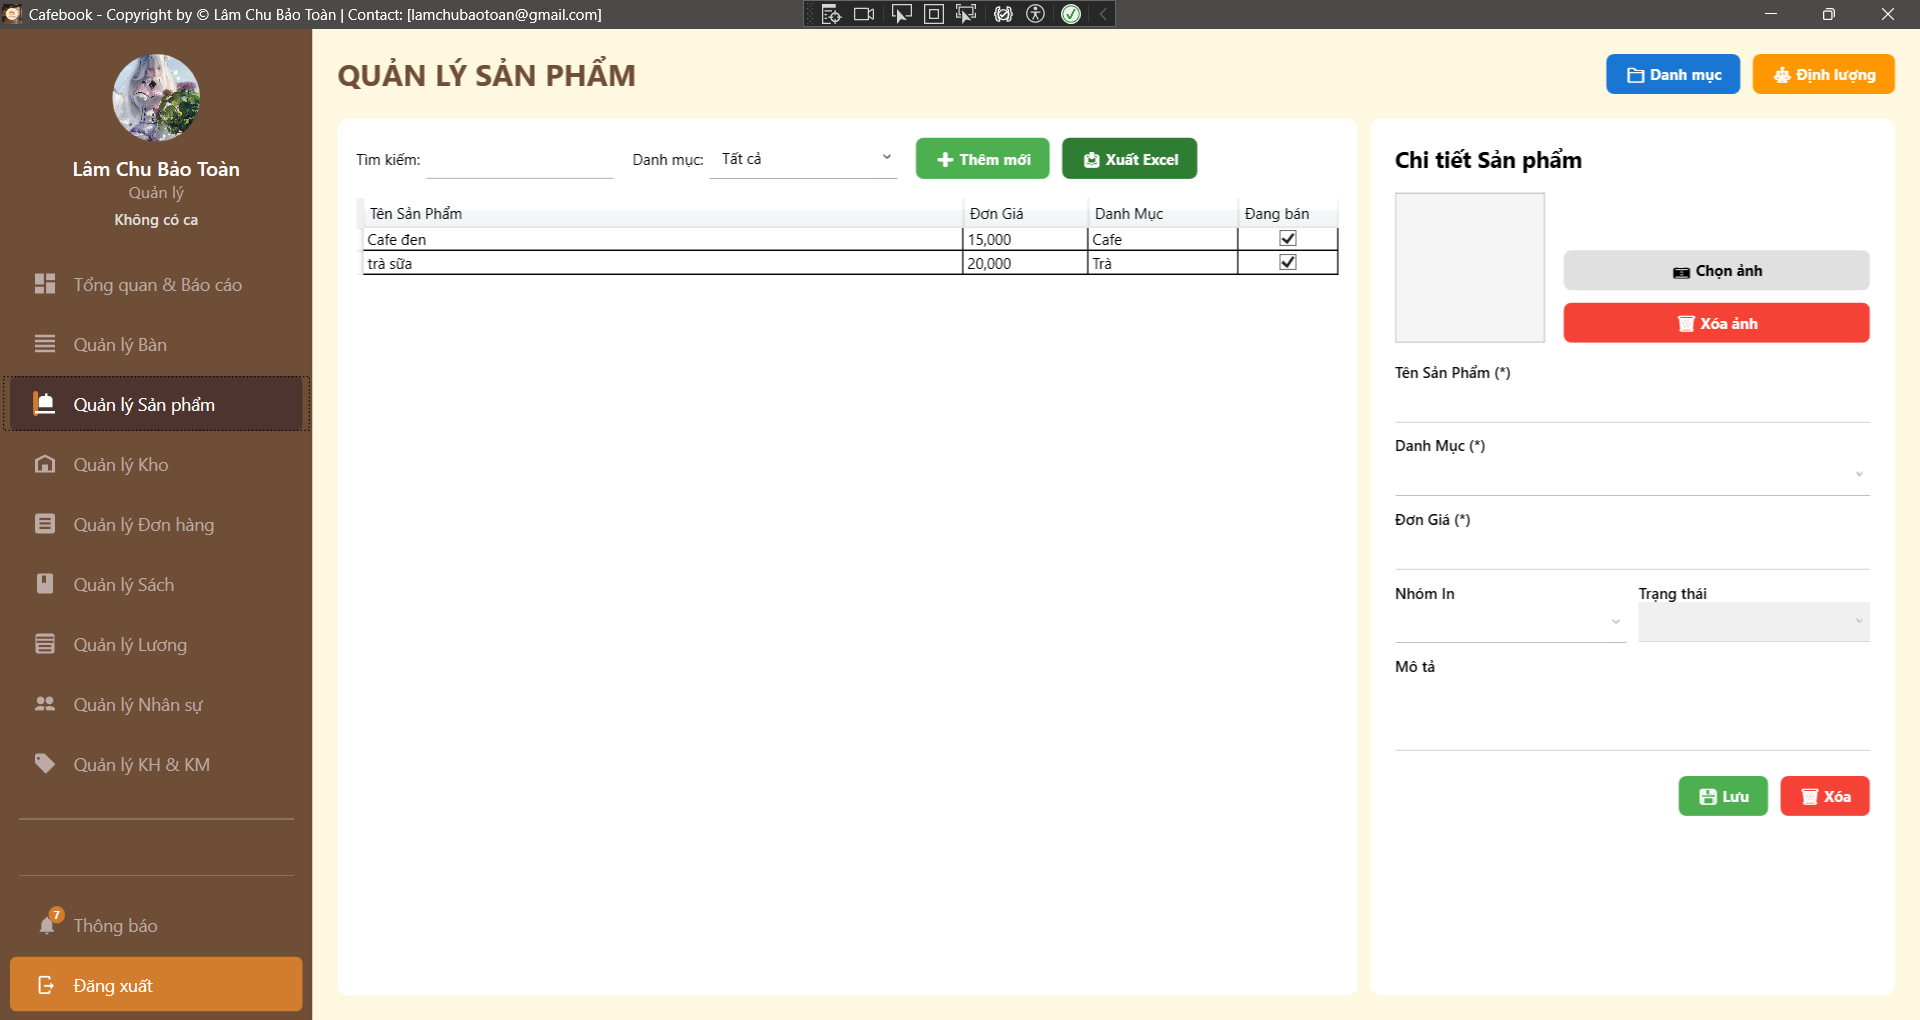 Cafebook - Copyright by © Lâm Chu Bảo Toàn | Contact: [lamchubaotoan@gmail.com]
Lâm Chu Bảo Toàn
Quản lý
Không có ca
Tổng quan & Báo cáo
Quản lý Bàn
Quản lý Sản phẩm
Quản lý Kho
Quản lý Đơn hàng
Quản lý Sách
Quản lý Lương
Quản lý Nhân sự
Quản lý KH & KM
7
Thông báo
Đăng xuất
QUẢN LÝ SẢN PHẨM
Danh mục
Định lượng
Tìm kiếm:
Danh mục: Tất cả
Thêm mới
Xuất Excel
Tên Sản Phẩm Đơn Giá Danh Mục Đang bán
Cafe đen 15,000 Cafe
trà sữa 20,000 Trà
Chi tiết Sản phẩm
Chọn ảnh
Xóa ảnh
Tên Sản Phẩm (*)
Danh Mục (*)
Đơn Giá (*)
Nhóm In Trạng thái
Mô tả
Lưu
Xóa